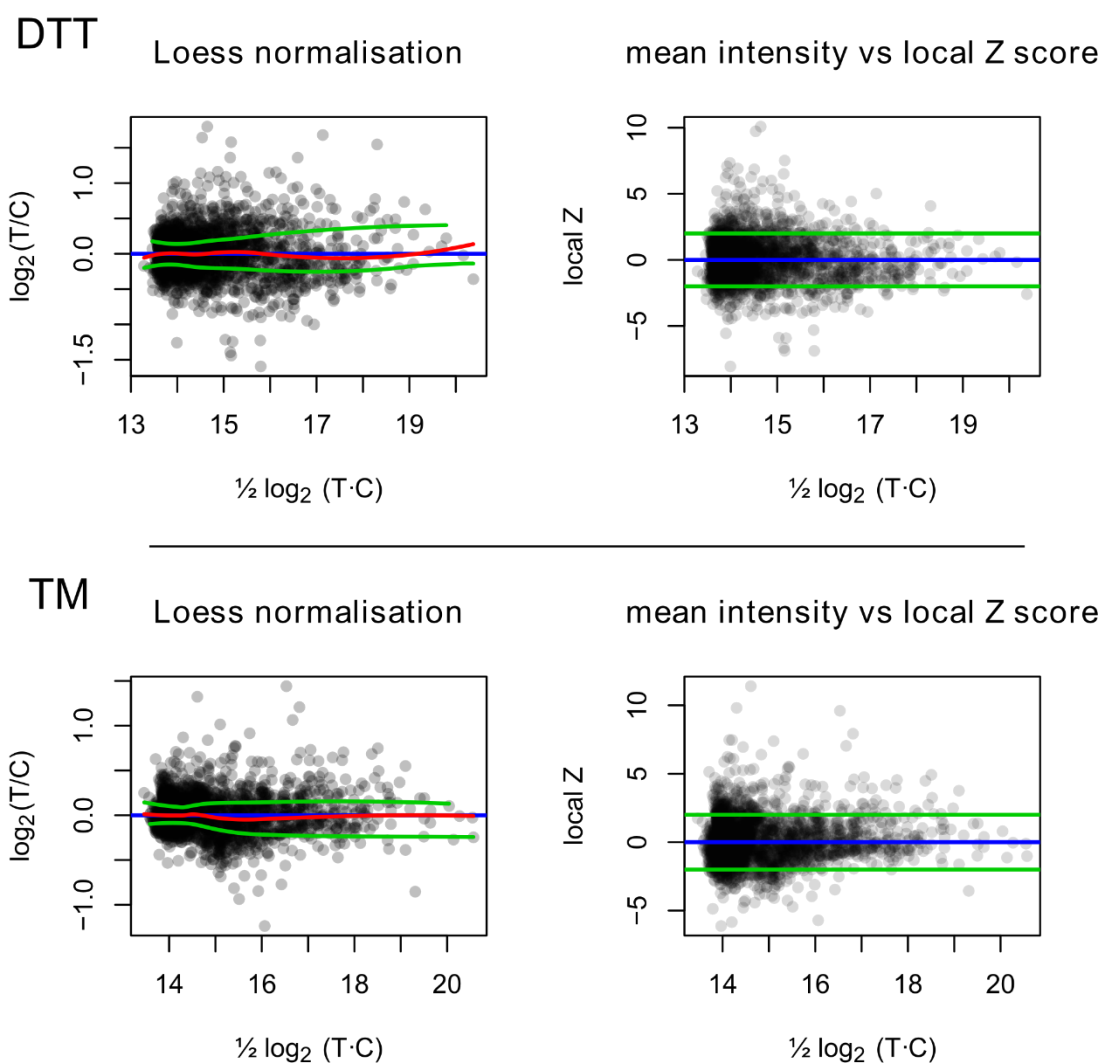 DTT
Loess normalisation
mean intensity vs local Z score
log2(T/C)
1.0
0.0
−1.5
13 15 17 19
½ log2 (T·C)
local Z
10
5
0
−5
13 15 17 19
½ log2 (T·C)
TM
Loess normalisation
mean intensity vs local Z score
log2(T/C)
1.0
0.0
−1.0
14 16 18 20
½ log2 (T·C)
local Z
10
5
0
−5
14 16 18 20
½ log2 (T·C)